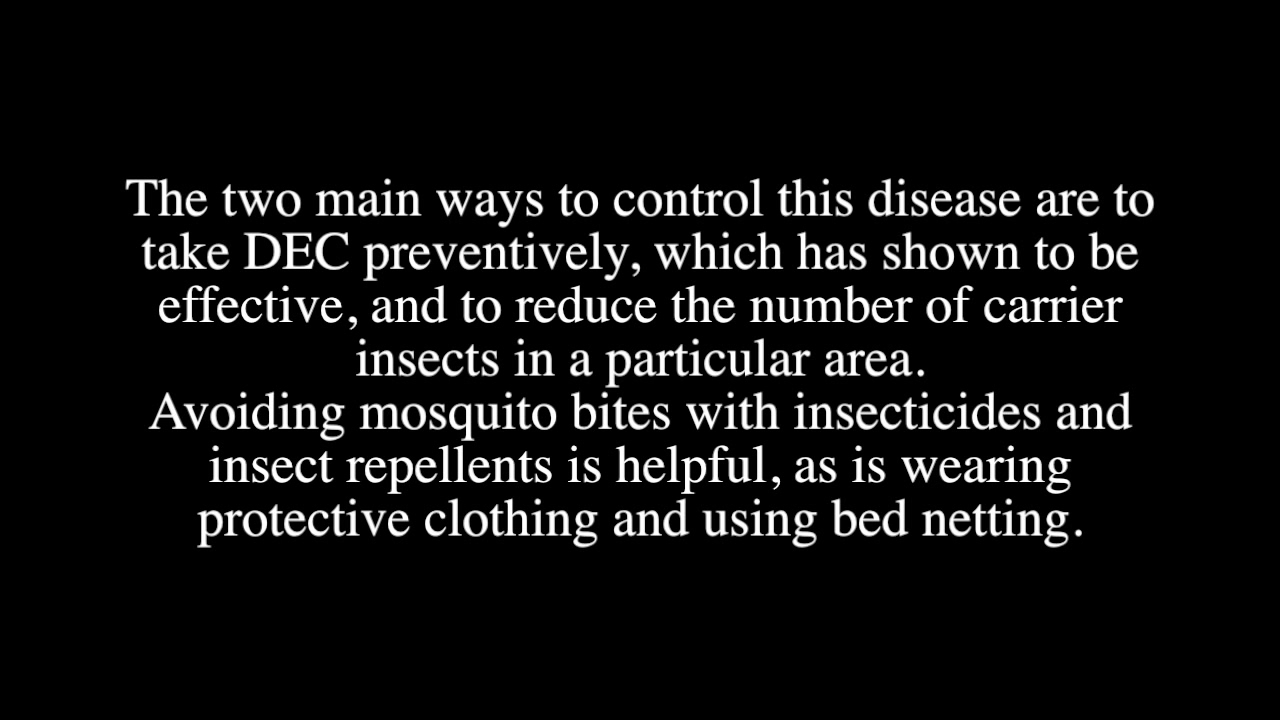 The two main ways to control this disease are to
take DEC preventively, which has shown to be
effective, and to reduce the number of carrier
insects in a particular area.
Avoiding mosquito bites with insecticides and
insect repellents is helpful, as is wearing
protective clothing and using bed netting.